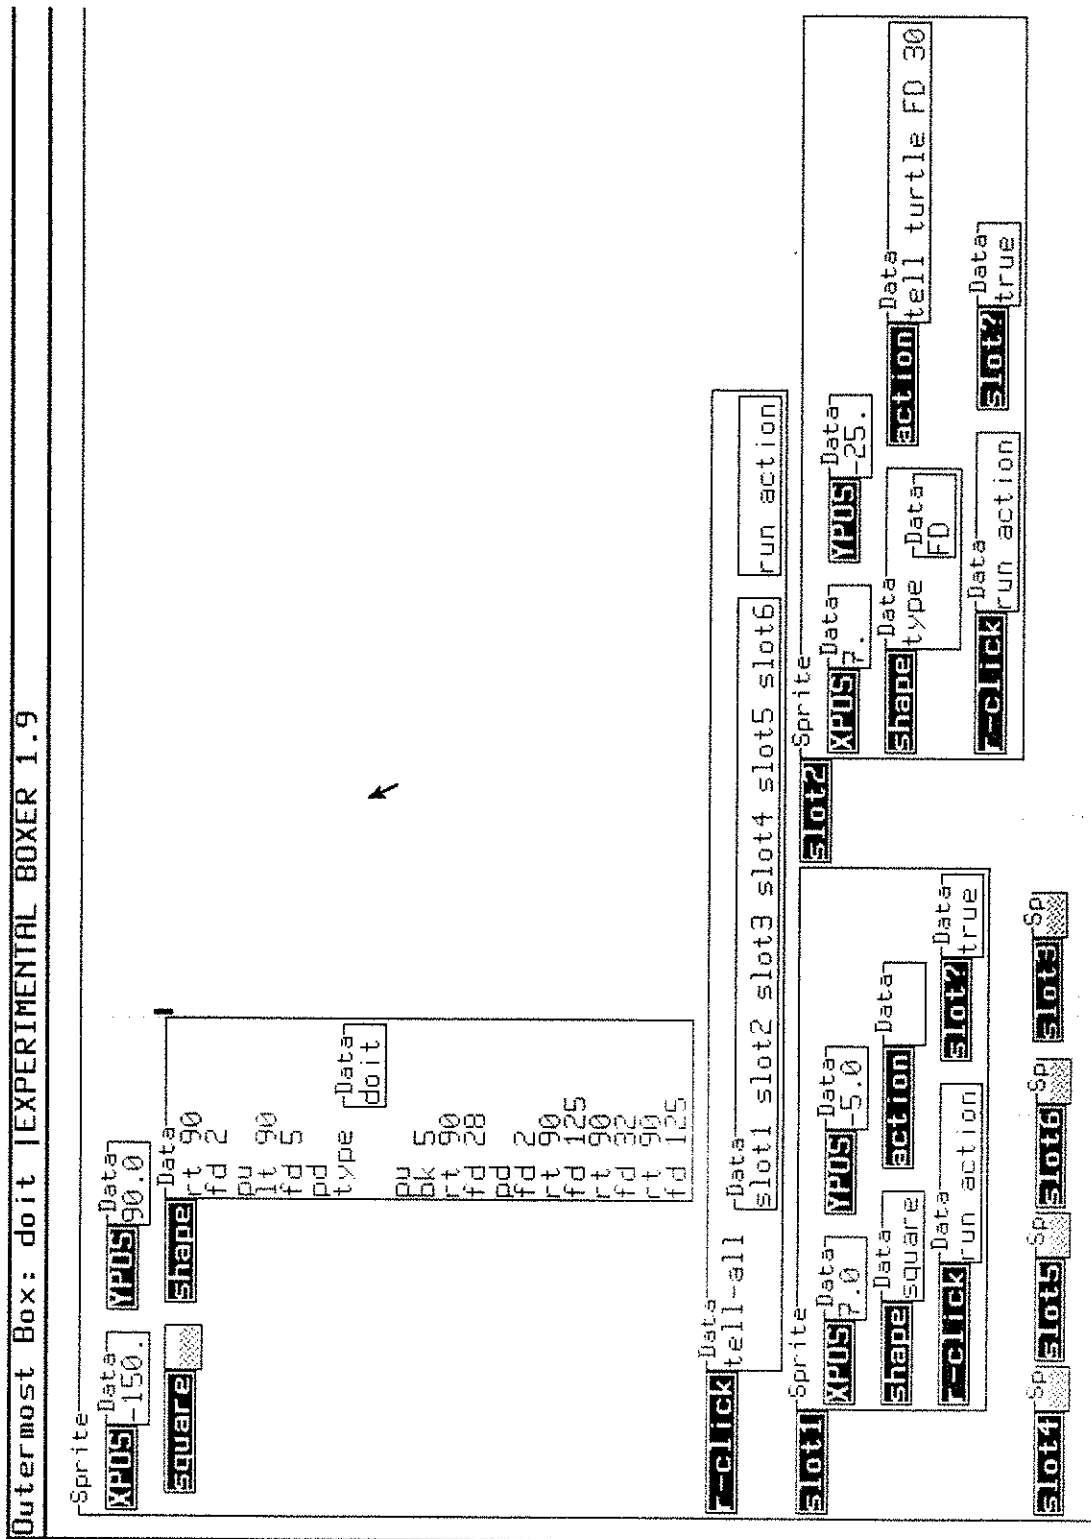 Outermost Box: doit |EXPERIMENTAL BOXER 1.9
Sprite
XPOS Data -150. YPOS Data 90.0
square shape Data
rt 90
fd 2
pu
lt 90
fd 5
pd
type Data doit
pu
bk 5
rt 90
fd 28
pd
fd 2
rt 90
fd 125
rt 90
fd 32
rt 90
fd 125
r-click Data
tell-all Data slot1 slot2 slot3 slot4 slot5 slot6 run action
slot1 Sprite
XPOS Data 7.0 YPOS Data -5.0
shape Data square action Data
r-click Data run action slot? Data true
slot2 Sprite
XPOS Data 7. YPOS Data -25.
shape Data type Data FD action Data tell turtle FD 30
r-click Data run action slot? Data true
slot4 Sp slot5 Sp slot6 Sp slot3 Sp